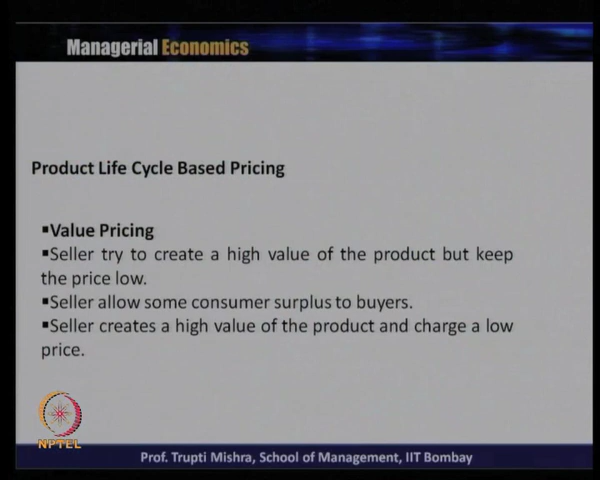 Managerial Economics
Product Life Cycle Based Pricing
▪Value Pricing
▪Seller try to create a high value of the product but keep
the price low.
▪Seller allow some consumer surplus to buyers.
▪Seller creates a high value of the product and charge a low
price.
NPTEL
Prof. Trupti Mishra, School of Management, IIT Bombay